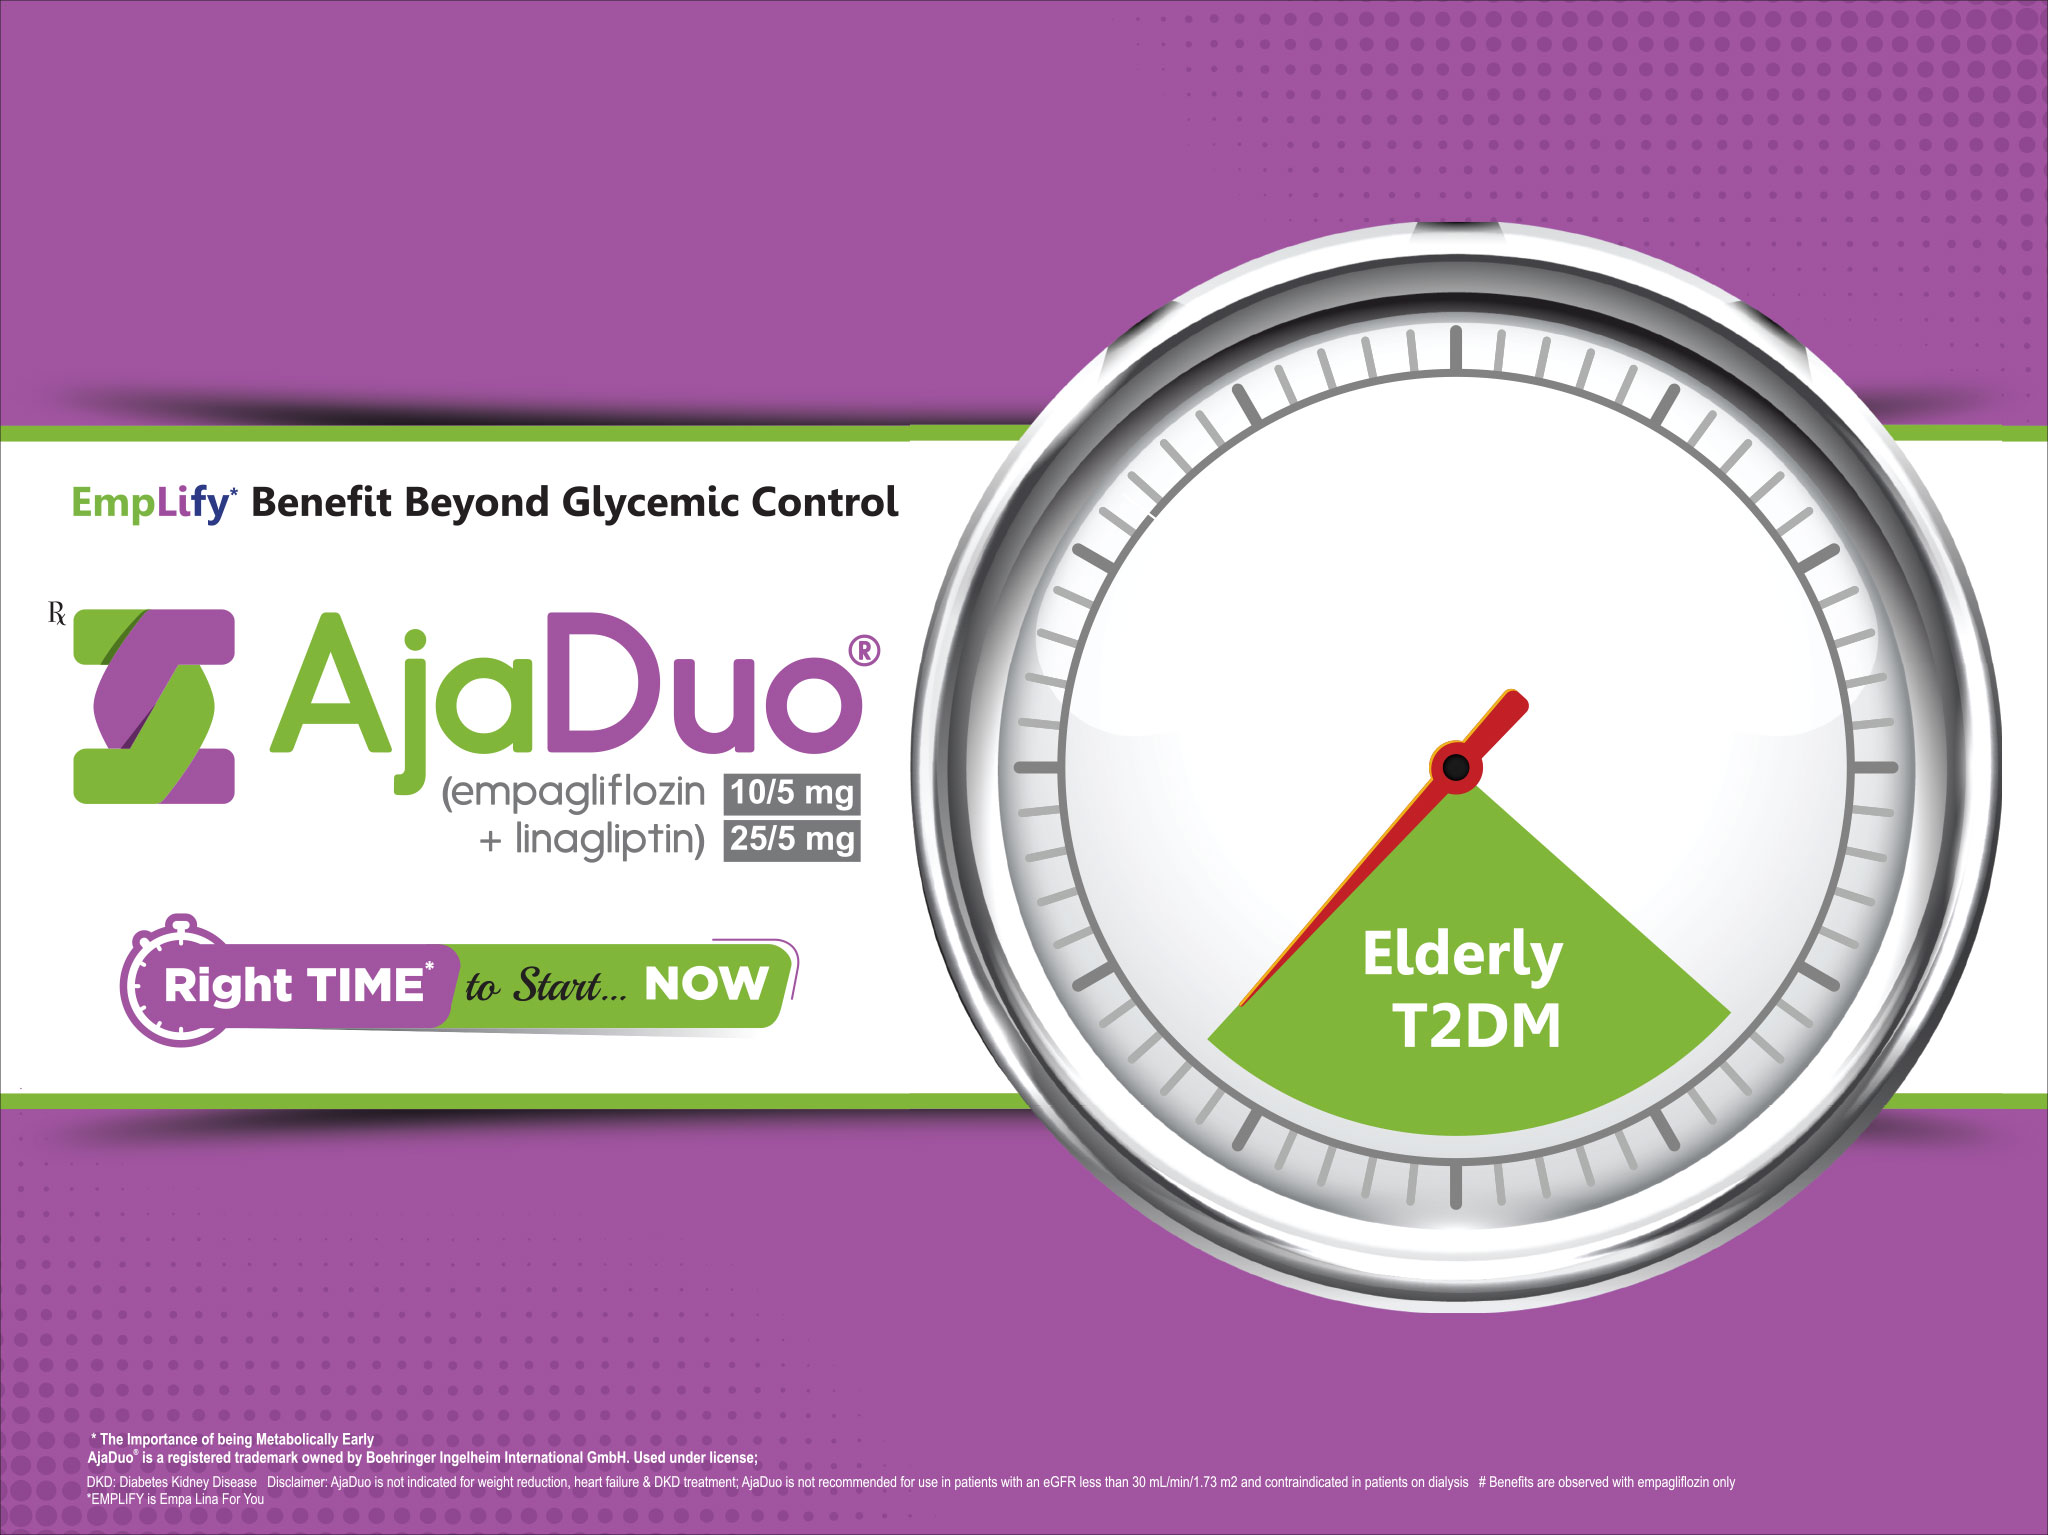 EmpLify* Benefit Beyond Glycemic Control
Rx
AjaDuo®
(empagliflozin 10/5 mg
+ linagliptin) 25/5 mg
Right TIME* to Start... NOW
Elderly
T2DM
* The Importance of being Metabolically Early
AjaDuo® is a registered trademark owned by Boehringer Ingelheim International GmbH. Used under license;
DKD: Diabetes Kidney Disease Disclaimer: AjaDuo is not indicated for weight reduction, heart failure & DKD treatment; AjaDuo is not recommended for use in patients with an eGFR less than 30 mL/min/1.73 m2 and contraindicated in patients on dialysis # Benefits are observed with empagliflozin only
*EMPLIFY is Empa Lina For You